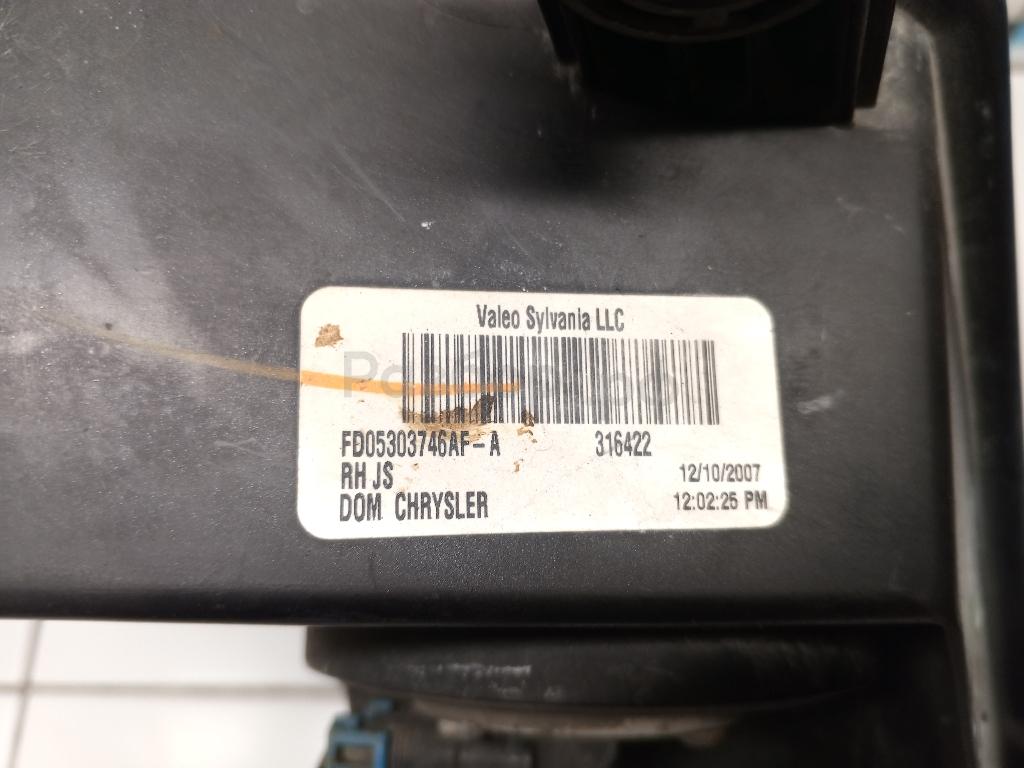 Valeo Sylvania LLC
FD05303746AF-A 316422
RH JS 12/10/2007
DOM CHRYSLER 12:02:25 PM